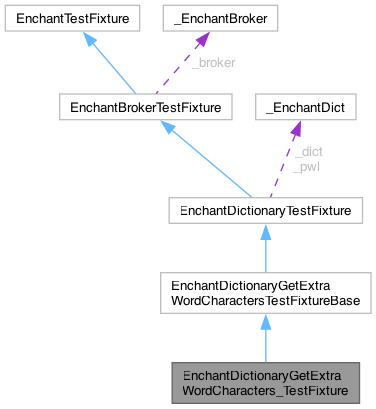 EnchantTestFixture
_EnchantBroker
_broker
EnchantBrokerTestFixture
_EnchantDict
_dict
_pwl
EnchantDictionaryTestFixture
EnchantDictionaryGetExtra
WordCharactersTestFixtureBase
EnchantDictionaryGetExtra
WordCharacters_TestFixture